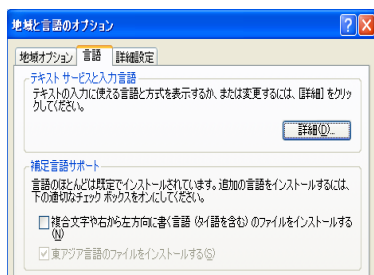 地域と言語のオプション
地域オプション 言語 詳細設定
テキスト サービスと入力言語
テキストの入力に使える言語と方式を表示するか、または変更するには、[詳細] をクリッ
クしてください。
詳細(D)...
補足言語サポート
言語のほとんどは既定でインストールされています。追加の言語をインストールするには、
下の適切なチェック ボックスをオンにしてください。
複合文字や右から左方向に書く言語 (タイ語を含む) のファイルをインストールする
(N)
東アジア言語のファイルをインストールする(S)